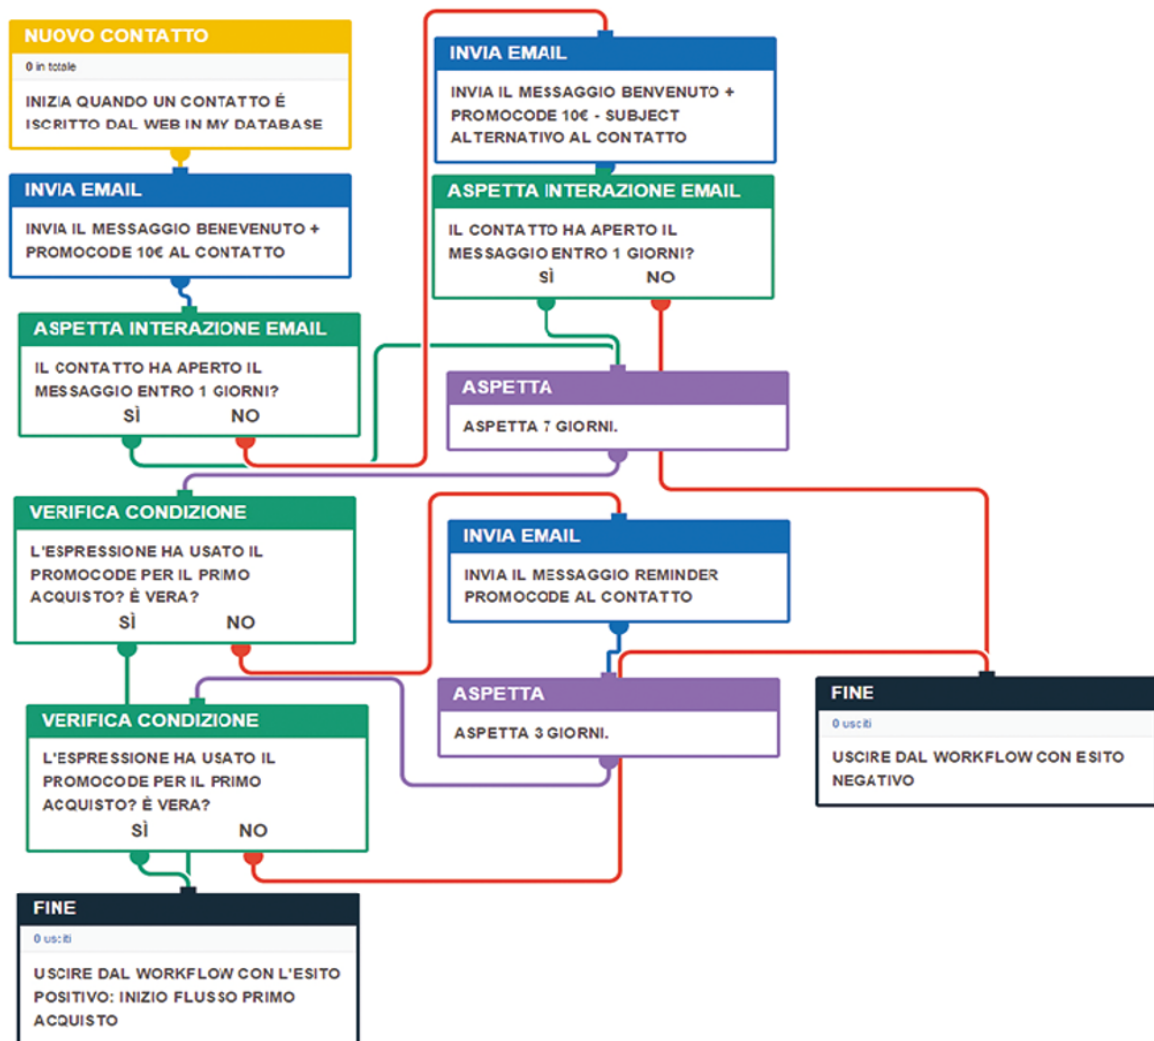 NUOVO CONTATTO
0 in totale
INIZIA QUANDO UN CONTATTO É
ISCRITTO DAL WEB IN MY DATABASE
INVIA EMAIL
INVIA IL MESSAGGIO BENEVENUTO +
PROMOCODE 10€ AL CONTATTO
ASPETTA INTERAZIONE EMAIL
IL CONTATTO HA APERTO IL
MESSAGGIO ENTRO 1 GIORNI?
SÌ NO
INVIA EMAIL
INVIA IL MESSAGGIO BENVENUTO +
PROMOCODE 10€ - SUBJECT
ALTERNATIVO AL CONTATTO
ASPETTA INTERAZIONE EMAIL
IL CONTATTO HA APERTO IL
MESSAGGIO ENTRO 1 GIORNI?
SÌ NO
ASPETTA
ASPETTA 7 GIORNI.
VERIFICA CONDIZIONE
L'ESPRESSIONE HA USATO IL
PROMOCODE PER IL PRIMO
ACQUISTO? È VERA?
SÌ NO
INVIA EMAIL
INVIA IL MESSAGGIO REMINDER
PROMOCODE AL CONTATTO
ASPETTA
ASPETTA 3 GIORNI.
VERIFICA CONDIZIONE
L'ESPRESSIONE HA USATO IL
PROMOCODE PER IL PRIMO
ACQUISTO? È VERA?
SÌ NO
FINE
0 usciti
USCIRE DAL WORKFLOW CON ESITO
NEGATIVO
FINE
0 usciti
USCIRE DAL WORKFLOW CON L'ESITO
POSITIVO: INIZIO FLUSSO PRIMO
ACQUISTO